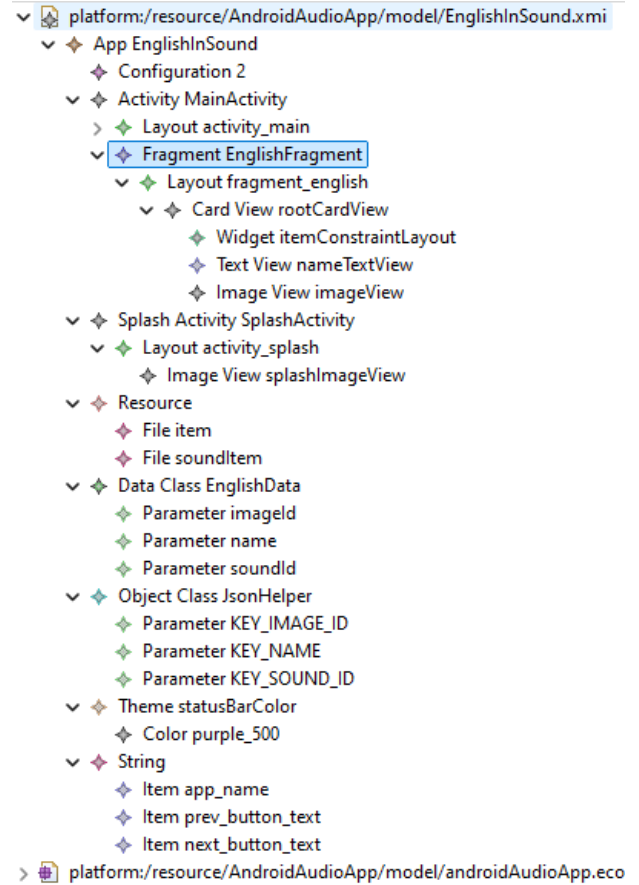 platform:/resource/AndroidAudioApp/model/EnglishInSound.xmi
App EnglishInSound
Configuration 2
Activity MainActivity
Layout activity_main
Fragment EnglishFragment
Layout fragment_english
Card View rootCardView
Widget itemConstraintLayout
Text View nameTextView
Image View imageView
Splash Activity SplashActivity
Layout activity_splash
Image View splashImageView
Resource
File item
File soundItem
Data Class EnglishData
Parameter imageId
Parameter name
Parameter soundId
Object Class JsonHelper
Parameter KEY_IMAGE_ID
Parameter KEY_NAME
Parameter KEY_SOUND_ID
Theme statusBarColor
Color purple_500
String
Item app_name
Item prev_button_text
Item next_button_text
platform:/resource/AndroidAudioApp/model/androidAudioApp.eco